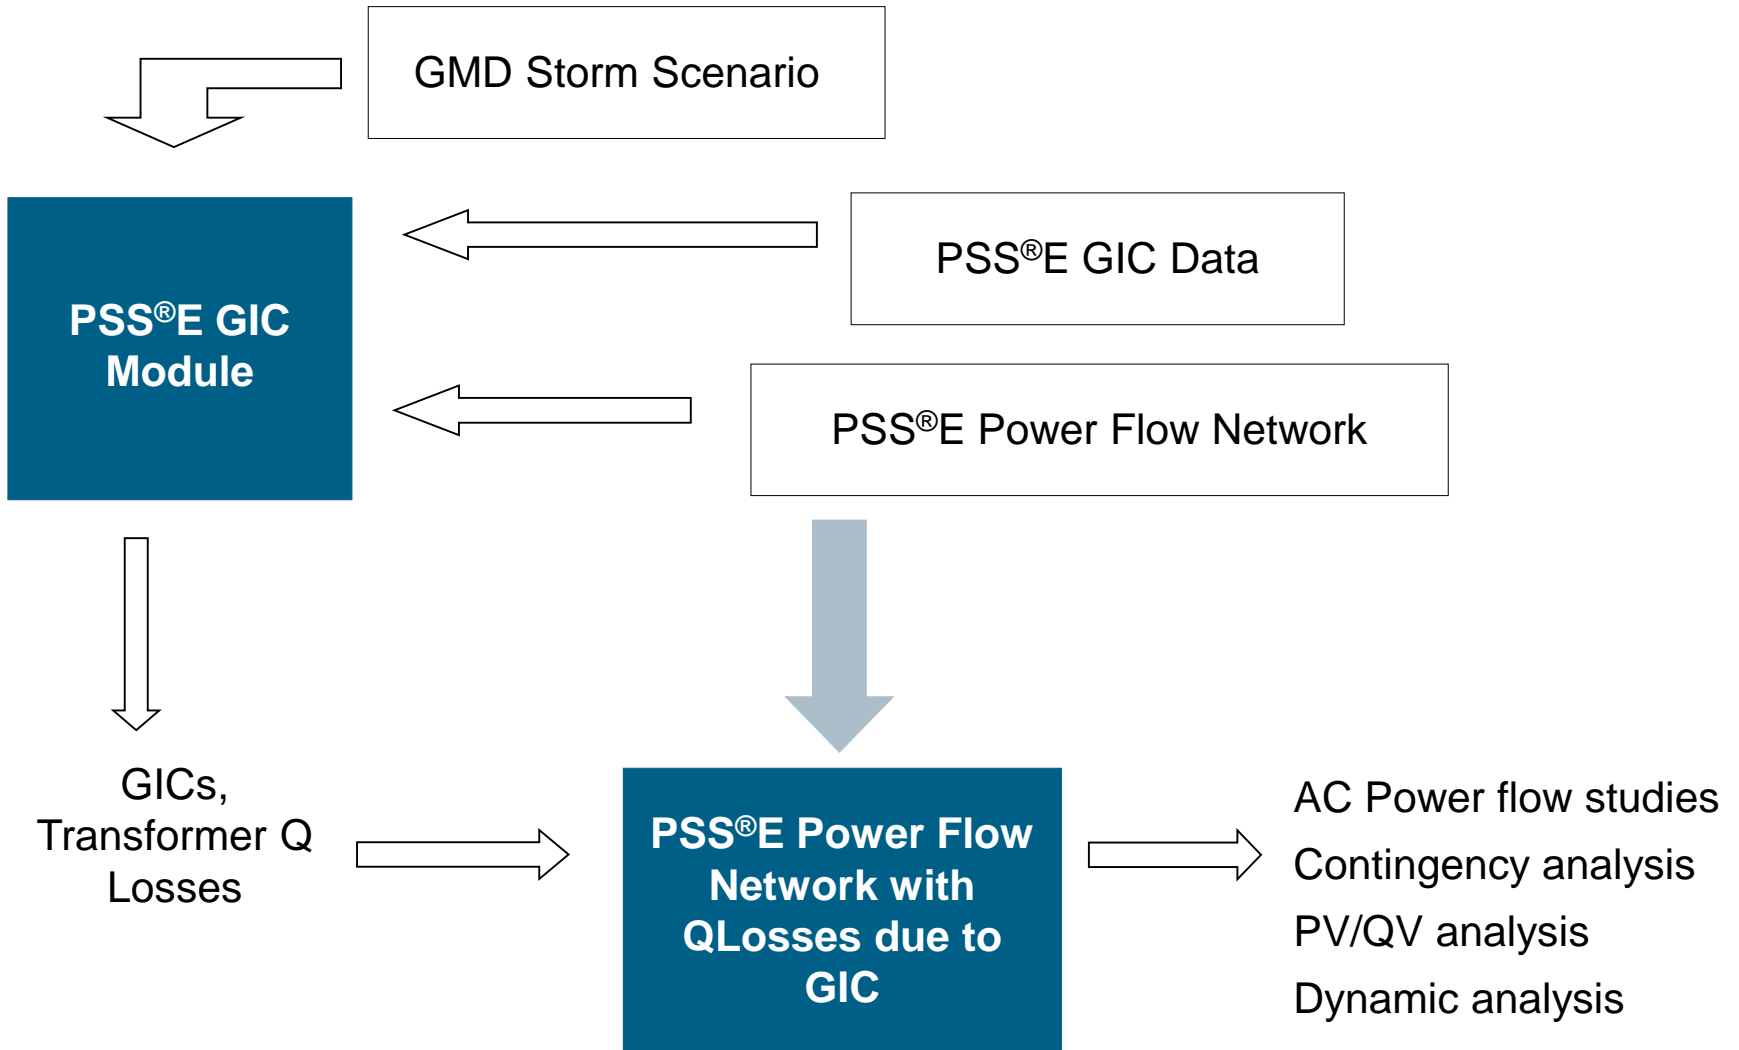 GMD Storm Scenario
PSS®E GIC Data
PSS®E GIC
Module
PSS®E Power Flow Network
GICs,
Transformer Q
Losses
PSS®E Power Flow
Network with
QLosses due to
GIC
AC Power flow studies
Contingency analysis
PV/QV analysis
Dynamic analysis